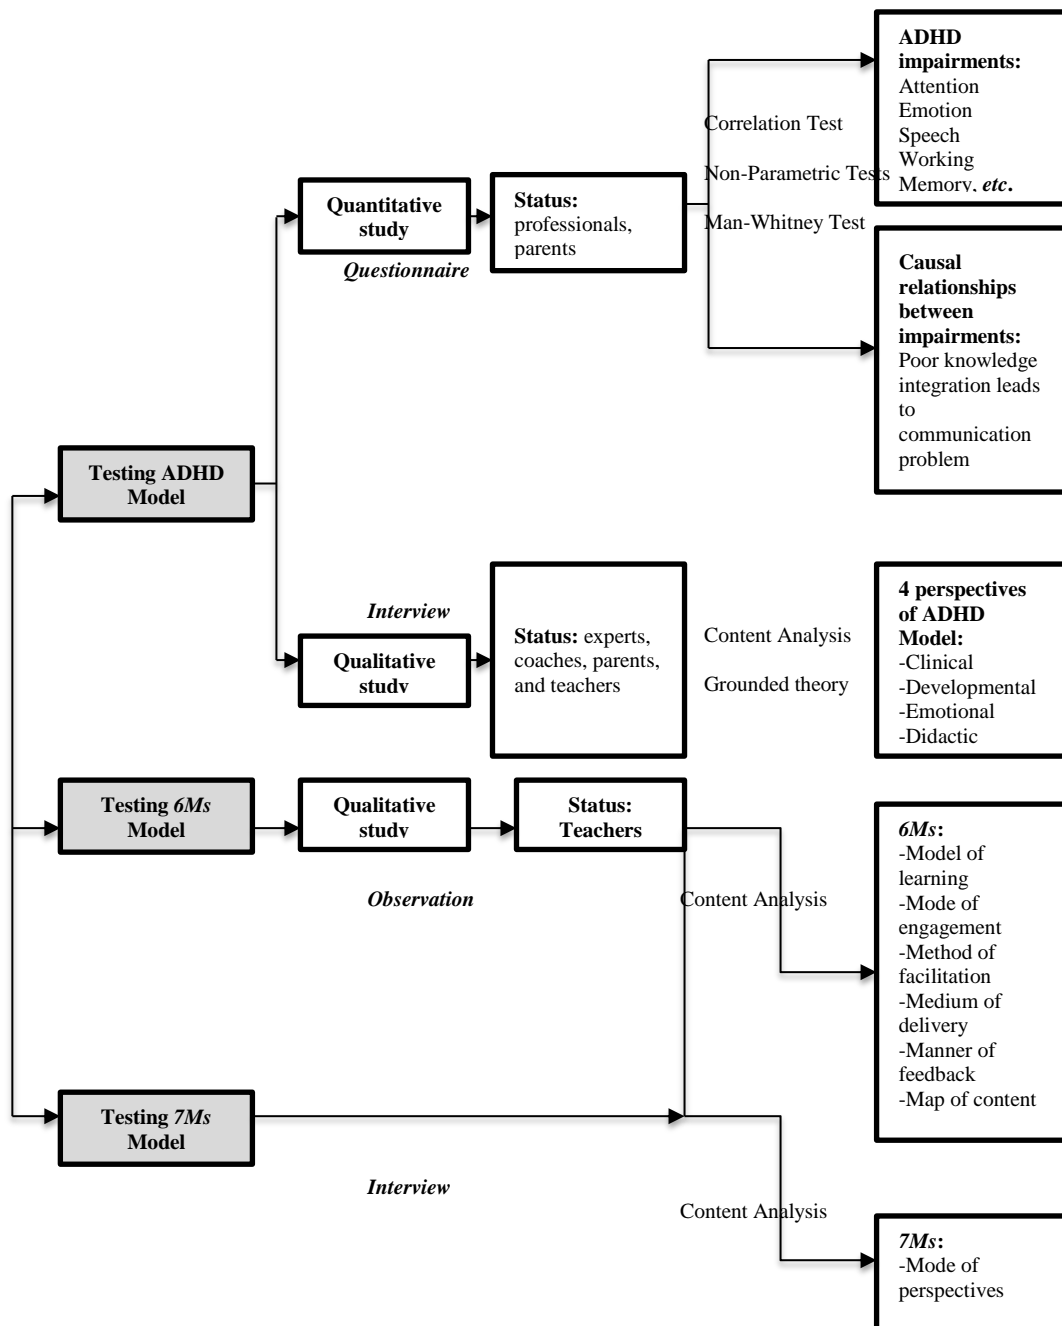 ADHD
impairments:
Attention
Emotion
Speech
Working
Memory, etc.
Correlation Test
Non-Parametric Tests
Man-Whitney Test
Quantitative
study
Questionnaire
Status:
professionals,
parents
Causal
relationships
between
impairments:
Poor knowledge
integration leads
to
communication
problem
Testing ADHD
Model
Interview
Qualitative
study
Status: experts,
coaches, parents,
and teachers
Content Analysis
Grounded theory
4 perspectives
of ADHD
Model:
-Clinical
-Developmental
-Emotional
-Didactic
Testing 6Ms
Model
Qualitative
study
Status:
Teachers
Observation
Content Analysis
6Ms:
-Model of
learning
-Mode of
engagement
-Method of
facilitation
-Medium of
delivery
-Manner of
feedback
-Map of content
Testing 7Ms
Model
Interview
Content Analysis
7Ms:
-Mode of
perspectives